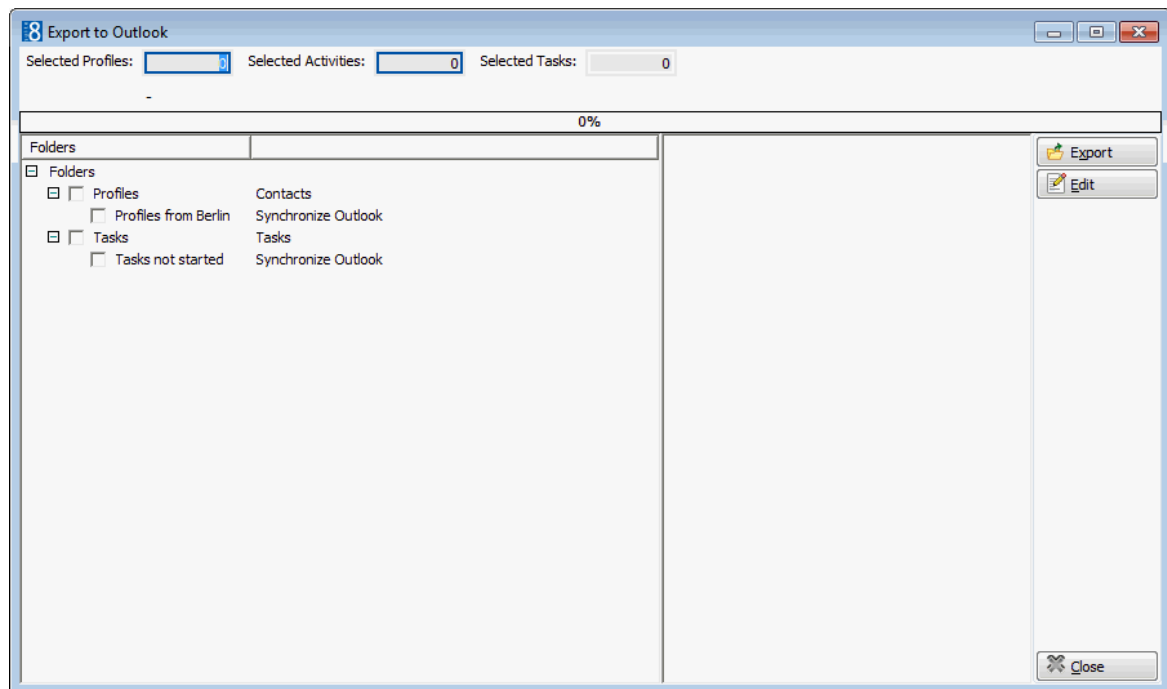 8 Export to Outlook
Selected Profiles: 0 Selected Activities: 0 Selected Tasks: 0
-
0%
Folders
Folders
Profiles Contacts
Profiles from Berlin Synchronize Outlook
Tasks Tasks
Tasks not started Synchronize Outlook
Export
Edit
Close